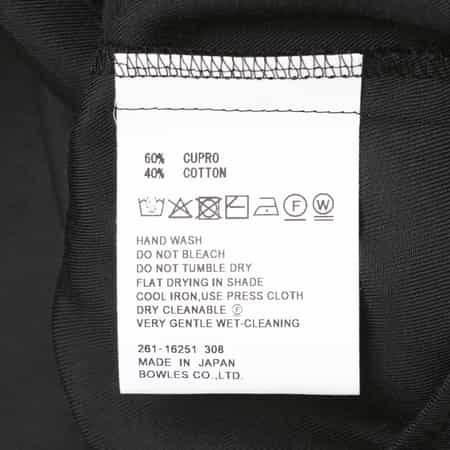 60% CUPRO
40% COTTON
F W
HAND WASH
DO NOT BLEACH
DO NOT TUMBLE DRY
FLAT DRYING IN SHADE
COOL IRON,USE PRESS CLOTH
DRY CLEANABLE Ⓕ
VERY GENTLE WET-CLEANING
261-16251 308
MADE IN JAPAN
BOWLES CO.,LTD.